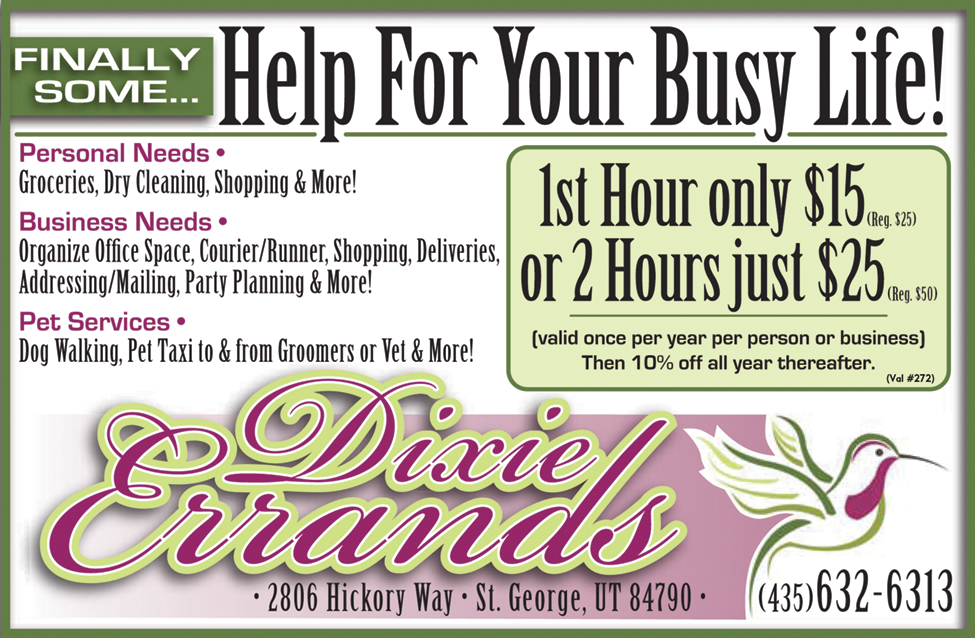 FINALLY
SOME...
Help For Your Busy Life!
Personal Needs •
Groceries, Dry Cleaning, Shopping & More!
Business Needs •
Organize Office Space, Courier/Runner, Shopping, Deliveries,
Addressing/Mailing, Party Planning & More!
Pet Services •
Dog Walking, Pet Taxi to & from Groomers or Vet & More!
1st Hour only $15 (Reg. $25)
or 2 Hours just $25 (Reg. $50)
(valid once per year per person or business)
Then 10% off all year thereafter.
(Val #272)
Dixie
Errands
• 2806 Hickory Way • St. George, UT 84790 •
(435) 632-6313